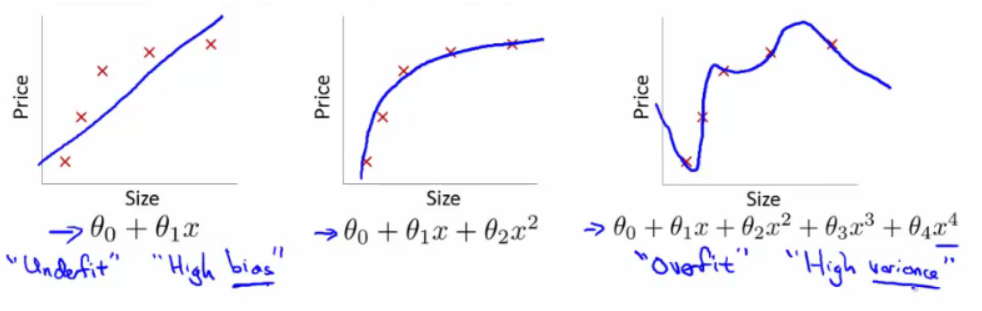 Price
Size
→ θ₀ + θ₁x
"Underfit" "High bias"
Price
Size
→ θ₀ + θ₁x + θ₂x²
Price
Size
→ θ₀ + θ₁x + θ₂x² + θ₃x³ + θ₄x⁴
"Overfit" "High variance"